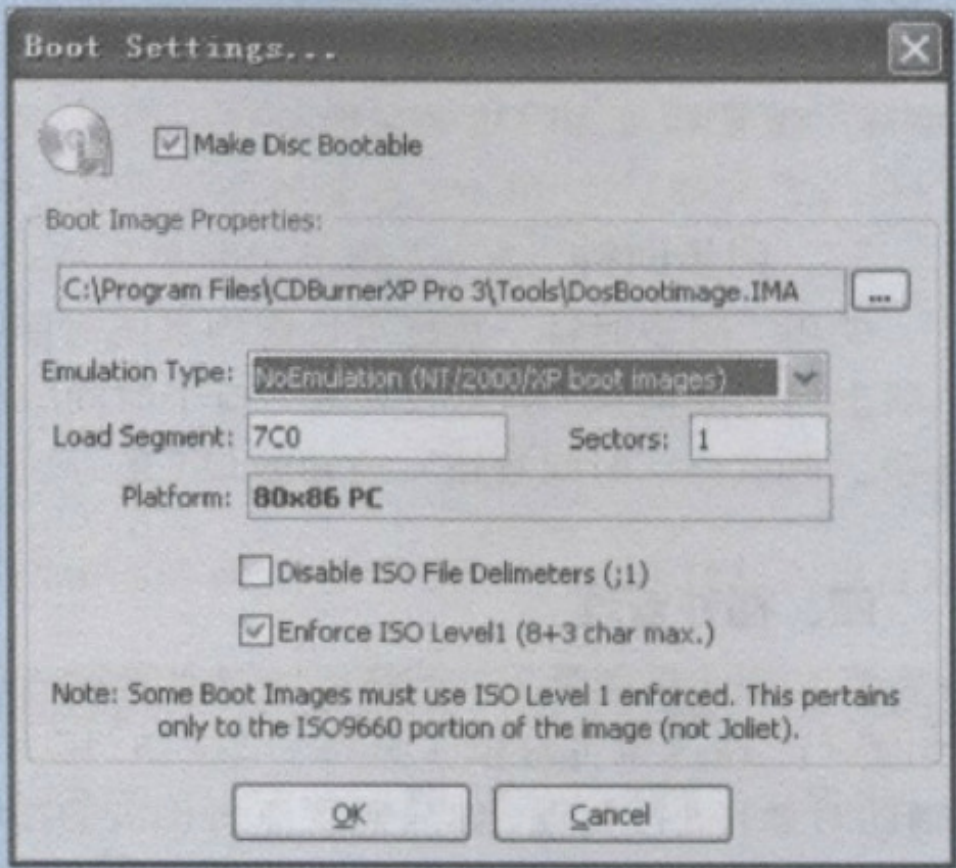 Boot Settings...
Make Disc Bootable
Boot Image Properties:
C:\Program Files\CDBurnerXP Pro 3\Tools\DosBootimage.IMA
...
Emulation Type: NoEmulation (NT/2000/XP boot images)
Load Segment: 7C0 Sectors: 1
Platform: 80x86 PC
Disable ISO File Delimeters (;1)
Enforce ISO Level1 (8+3 char max.)
Note: Some Boot Images must use ISO Level 1 enforced. This pertains
only to the ISO9660 portion of the image (not Joliet).
OK Cancel